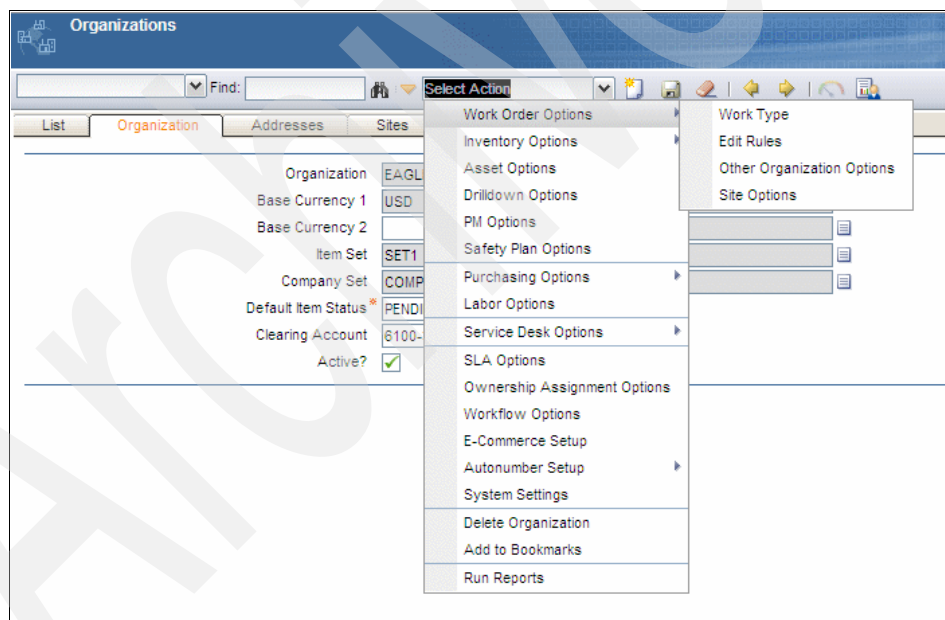 Organizations
Find:
Select Action
List
Organization
Addresses
Sites
Organization
Base Currency 1 USD
Base Currency 2
Item Set SET1
Company Set
Default Item Status*
Clearing Account 6100-
Active?
Work Order Options
Inventory Options
Asset Options
Drilldown Options
PM Options
Safety Plan Options
Purchasing Options
Labor Options
Service Desk Options
SLA Options
Ownership Assignment Options
Workflow Options
E-Commerce Setup
Autonumber Setup
System Settings
Delete Organization
Add to Bookmarks
Run Reports
Work Type
Edit Rules
Other Organization Options
Site Options